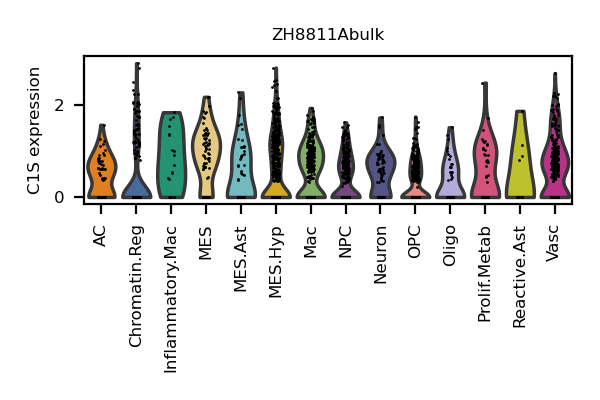 ZH8811Abulk
C1S expression
2
0
AC
Chromatin.Reg
Inflammatory.Mac
MES
MES.Ast
MES.Hyp
Mac
NPC
Neuron
OPC
Oligo
Prolif.Metab
Reactive.Ast
Vasc